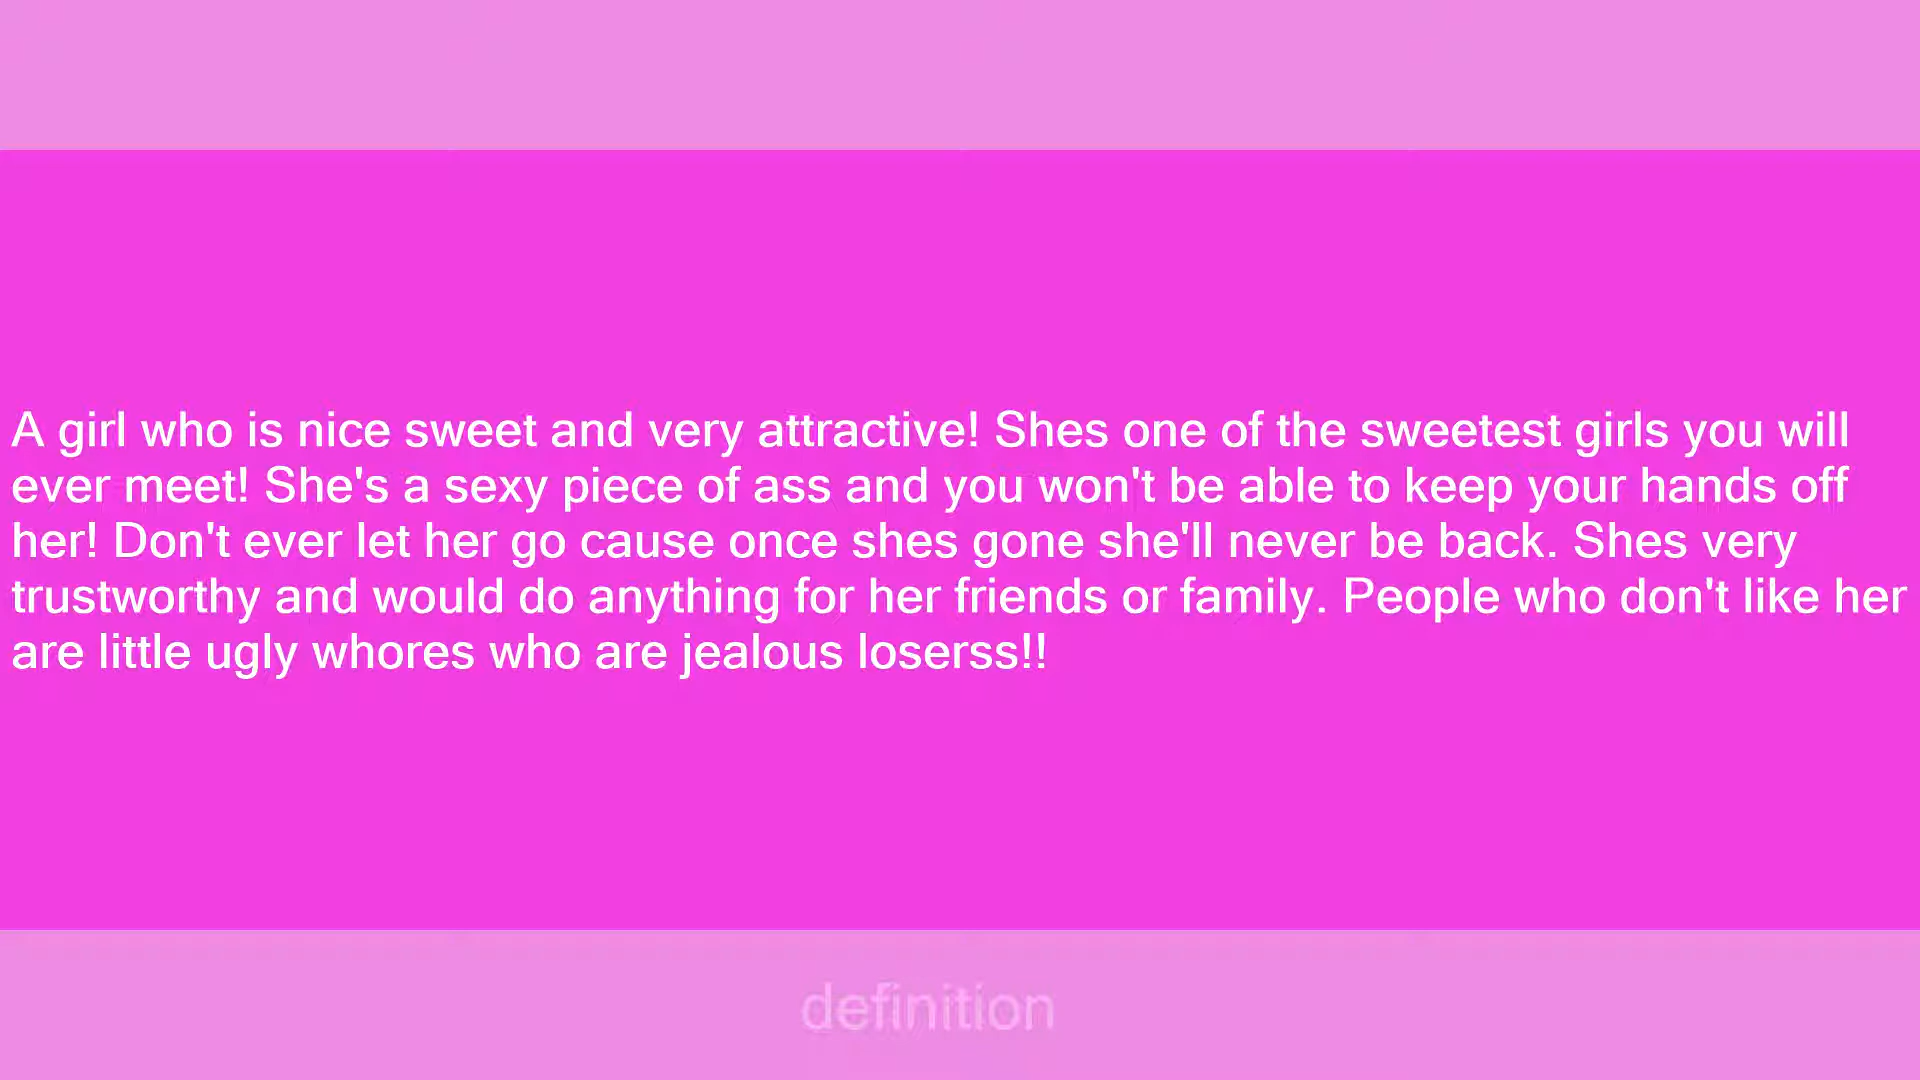 A girl who is nice sweet and very attractive! Shes one of the sweetest girls you will
ever meet! She's a sexy piece of ass and you won't be able to keep your hands off
her! Don't ever let her go cause once shes gone she'll never be back. Shes very
trustworthy and would do anything for her friends or family. People who don't like her
are little ugly whores who are jealous loserss!!
definition